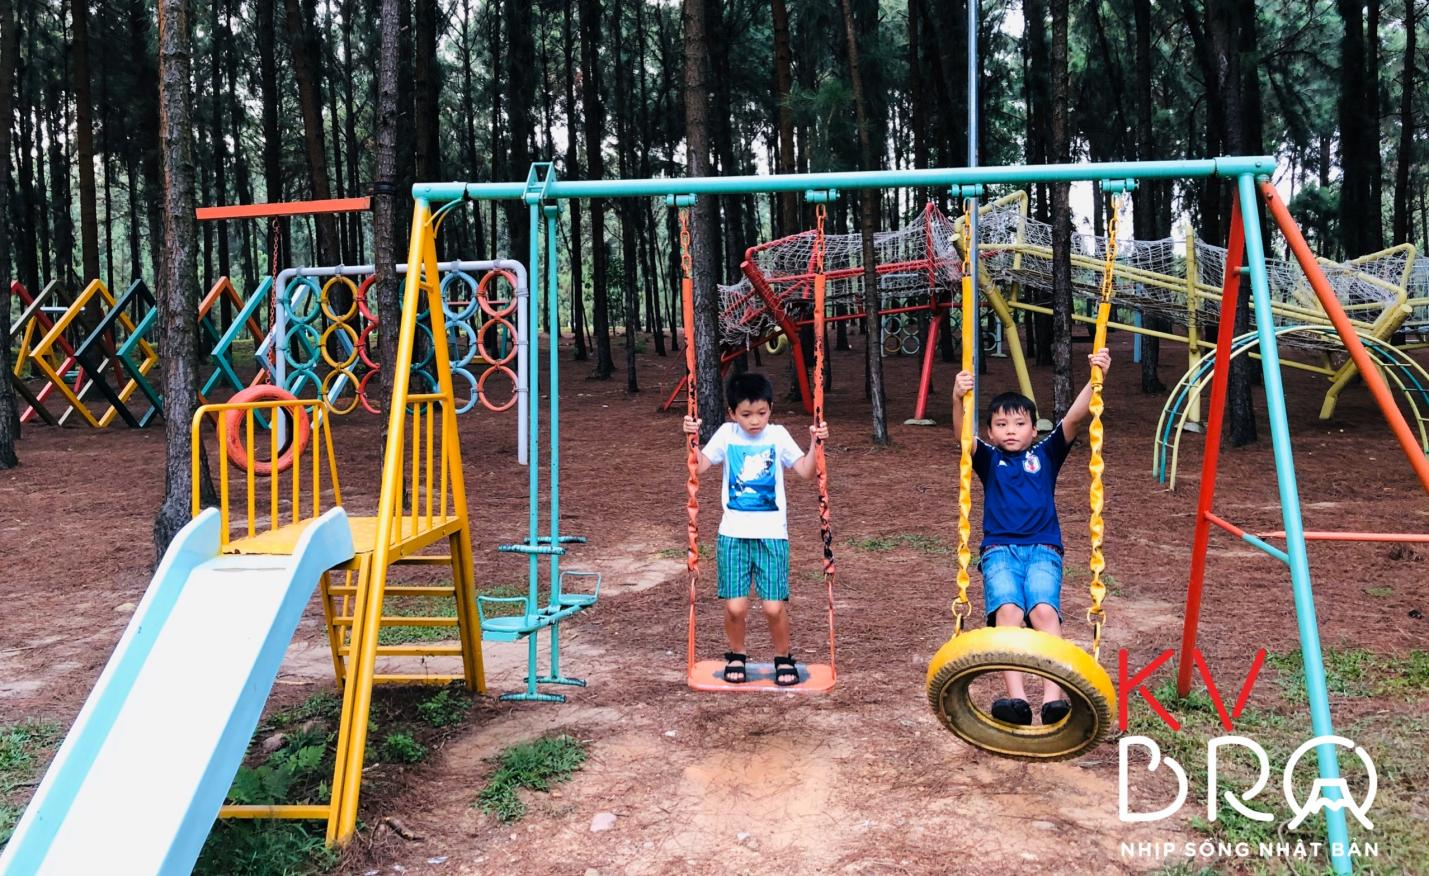 KV
BRO
NHỊP SỐNG NHẬT BẢN